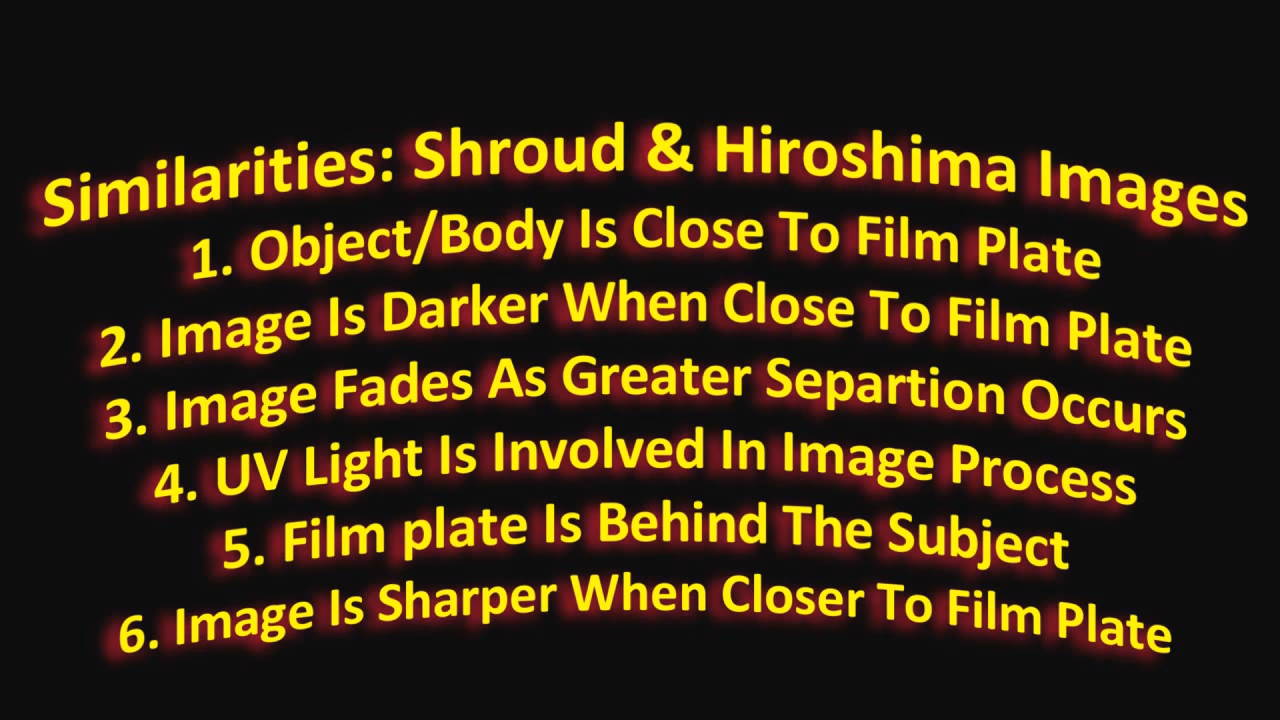 Similarities: Shroud & Hiroshima Images
1. Object/Body Is Close To Film Plate
2. Image Is Darker When Close To Film Plate
3. Image Fades As Greater Separtion Occurs
4. UV Light Is Involved In Image Process
5. Film plate Is Behind The Subject
6. Image Is Sharper When Closer To Film Plate